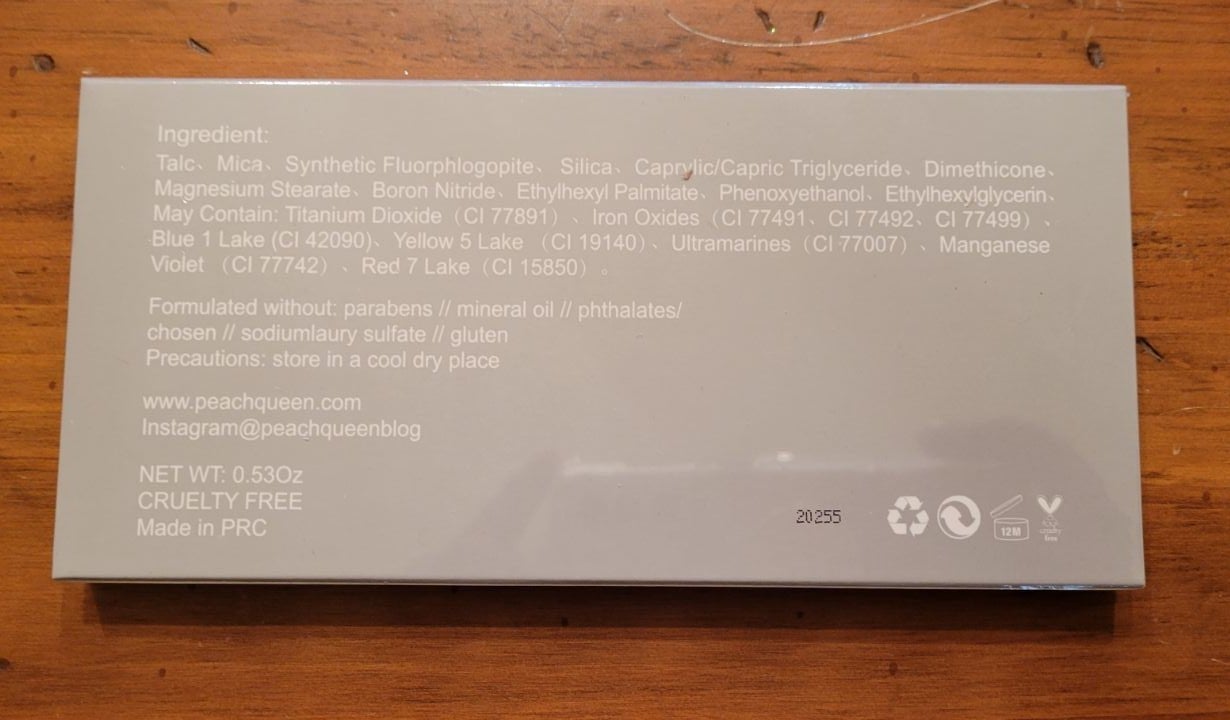 Ingredient:
Talc、 Mica、 Synthetic Fluorphlogopite、 Silica、 Caprylic/Capric Triglyceride、 Dimethicone、
Magnesium Stearate、 Boron Nitride、 Ethylhexyl Palmitate、 Phenoxyethanol、 Ethylhexylglycerin、
May Contain: Titanium Dioxide（CI 77891）、 Iron Oxides（CI 77491、 CI 77492、 CI 77499）、
Blue 1 Lake (CI 42090)、 Yellow 5 Lake （CI 19140）、 Ultramarines（CI 77007）、 Manganese
Violet （CI 77742）、 Red 7 Lake（CI 15850）。
Formulated without: parabens // mineral oil // phthalates/
chosen // sodiumlaury sulfate // gluten
Precautions: store in a cool dry place
www.peachqueen.com
Instagram@peachqueenblog
NET WT: 0.53Oz
CRUELTY FREE
Made in PRC
20255
12M
cruelty
free